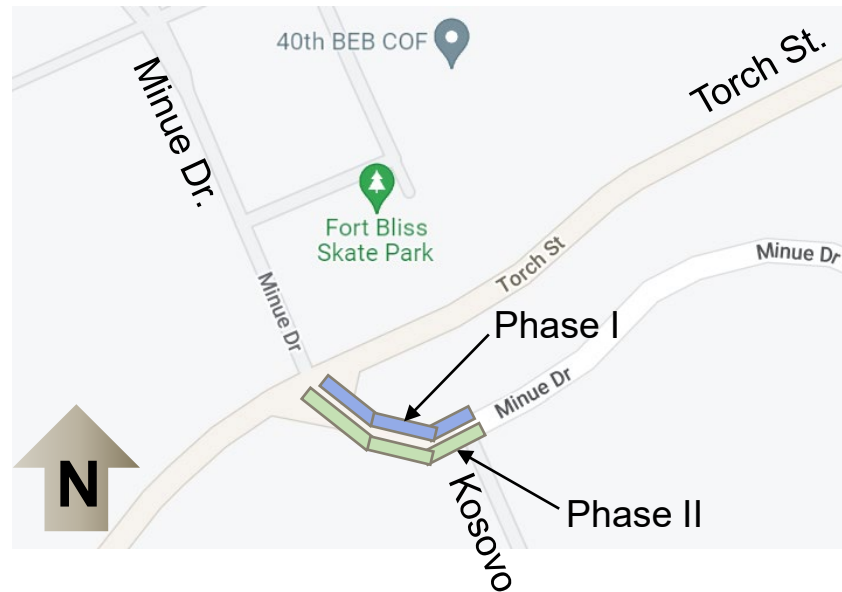 40th BEB COF
Torch St.
Minue Dr.
Fort Bliss
Skate Park
Torch St
Minue Dr
Minue Dr
Phase I
Minue Dr
N
Kosovo
Phase II